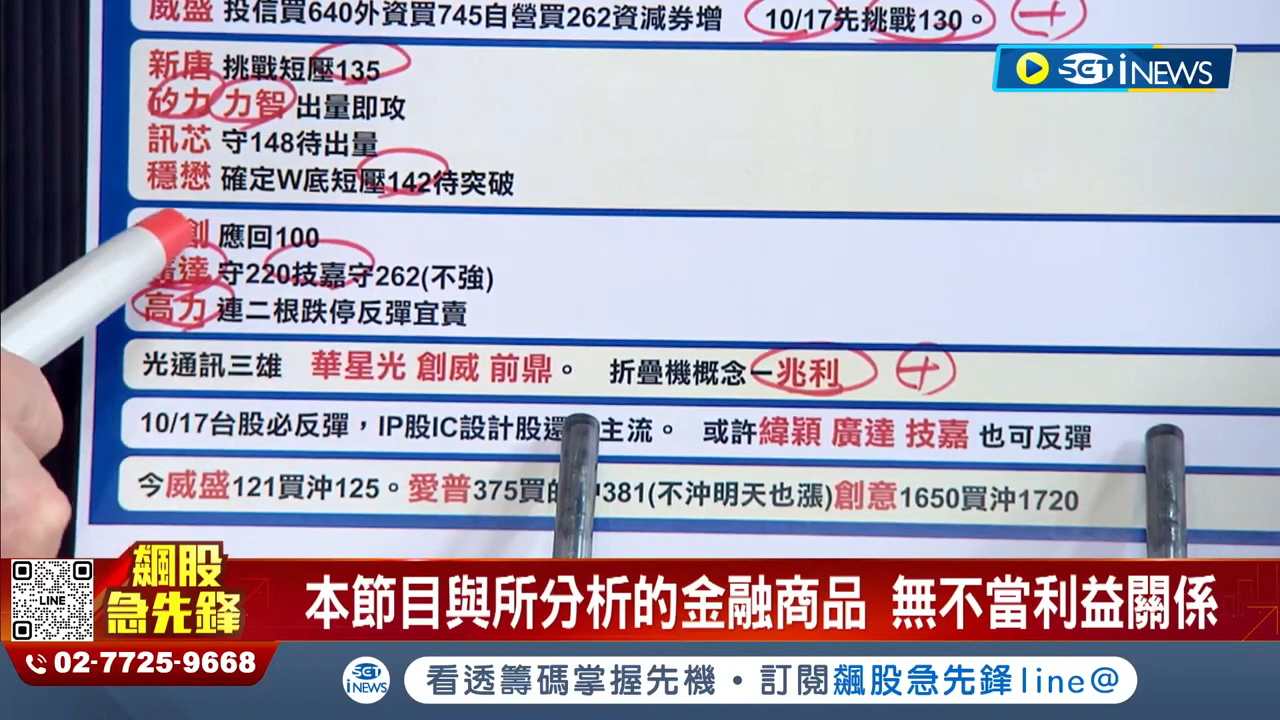 威盛 投信買640外資買745自營買262資減券增 10/17先挑戰130。
SET iNEWS
新唐 挑戰短壓135
矽力 力智 出量即攻
訊芯 守148待出量
穩懋 確定W底短壓142待突破
創 應回100
廣達 守220技嘉守262(不強)
高力 連二根跌停反彈宜賣
光通訊三雄 華星光 創威 前鼎。 折疊機概念—兆利
10/17台股必反彈，IP股IC設計股還 主流。 或許緯穎 廣達 技嘉 也可反彈
今威盛121買沖125。愛普375買 381(不沖明天也漲)創意1650買沖1720
LINE
飆股
急先鋒
本節目與所分析的金融商品 無不當利益關係
02-7725-9668
SET iNEWS
看透籌碼掌握先機・訂閱飆股急先鋒line@